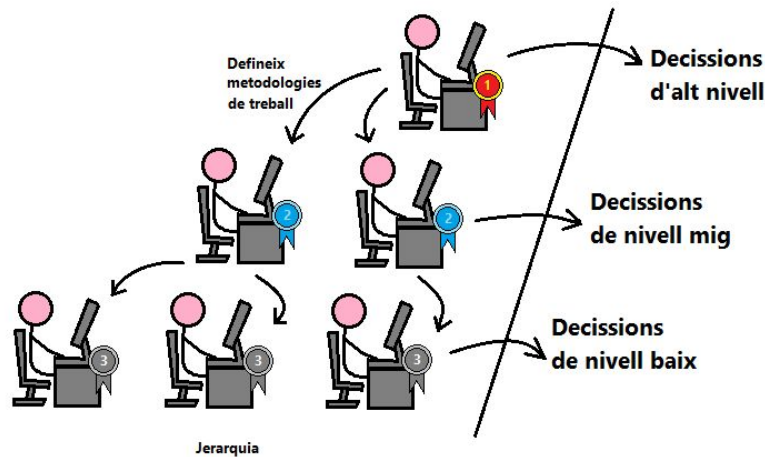 Defineix
metodologies
de treball
1
Decissions
d'alt nivell
2
2
Decissions
de nivell mig
3
3
3
Decissions
de nivell baix
Jerarquia